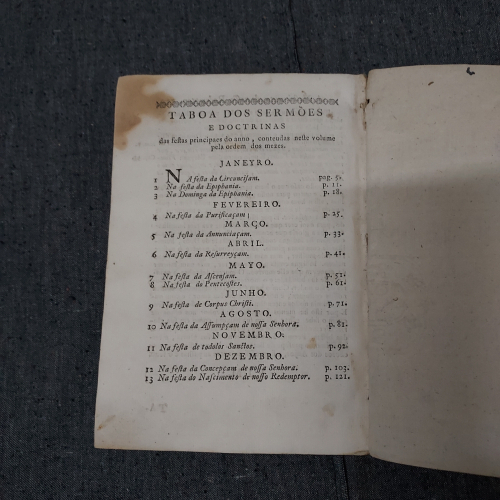 TABOA DOS SERMÕES
E DOCTRINAS
das festas principaes do anno, contendas neste volume
pela ordem dos mezes.
JANEYRO.
1 NA festa da Circuncisam. pag. 5.
2 Na festa da Epiphania. p. 11.
3 Na Dominga da Epiphania. p. 18.
FEVEREIRO.
4 Na festa da Purificaçam; p. 25.
MARÇO.
5 Na festa da Annunciaçam. p. 33.
ABRIL.
6 Na festa da Resurreyçam. p. 41.
MAYO.
7 Na festa da Ascensam. p. 52.
8 Na festa do Pentecostes. p. 61.
JUNHO.
9 Na festa de Corpus Christi. p. 71.
AGOSTO.
10 Na festa da Assumpçam de nossa Senhora. p. 82.
NOVEMBRO.
11 Na festa de todolos Sanctos. p. 92.
DEZEMBRO.
12 Na festa da Concepçam de nossa Senhora. p. 103.
13 Na festa do Nascimento de nosso Redemptor. p. 121.